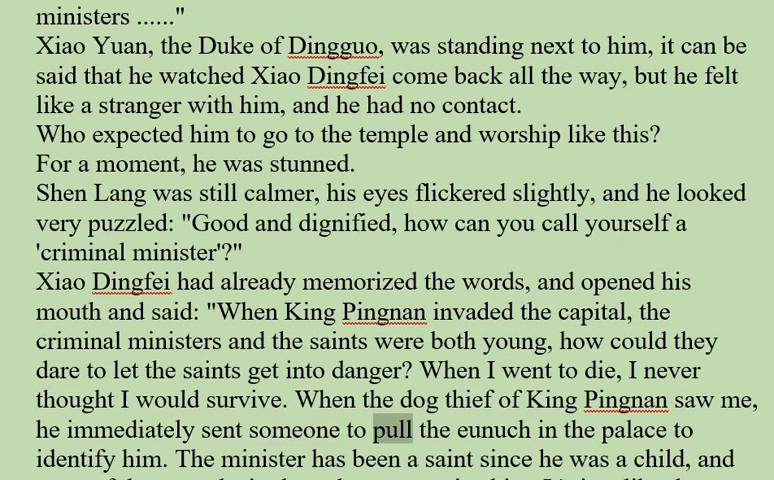 ministers ......"
Xiao Yuan, the Duke of Dingguo, was standing next to him, it can be
said that he watched Xiao Dingfei come back all the way, but he felt
like a stranger with him, and he had no contact.
Who expected him to go to the temple and worship like this?
For a moment, he was stunned.
Shen Lang was still calmer, his eyes flickered slightly, and he looked
very puzzled: "Good and dignified, how can you call yourself a
'criminal minister'?"
Xiao Dingfei had already memorized the words, and opened his
mouth and said: "When King Pingnan invaded the capital, the
criminal ministers and the saints were both young, how could they
dare to let the saints get into danger? When I went to die, I never
thought I would survive. When the dog thief of King Pingnan saw me,
he immediately sent someone to pull the eunuch in the palace to
identify him. The minister has been a saint since he was a child, and